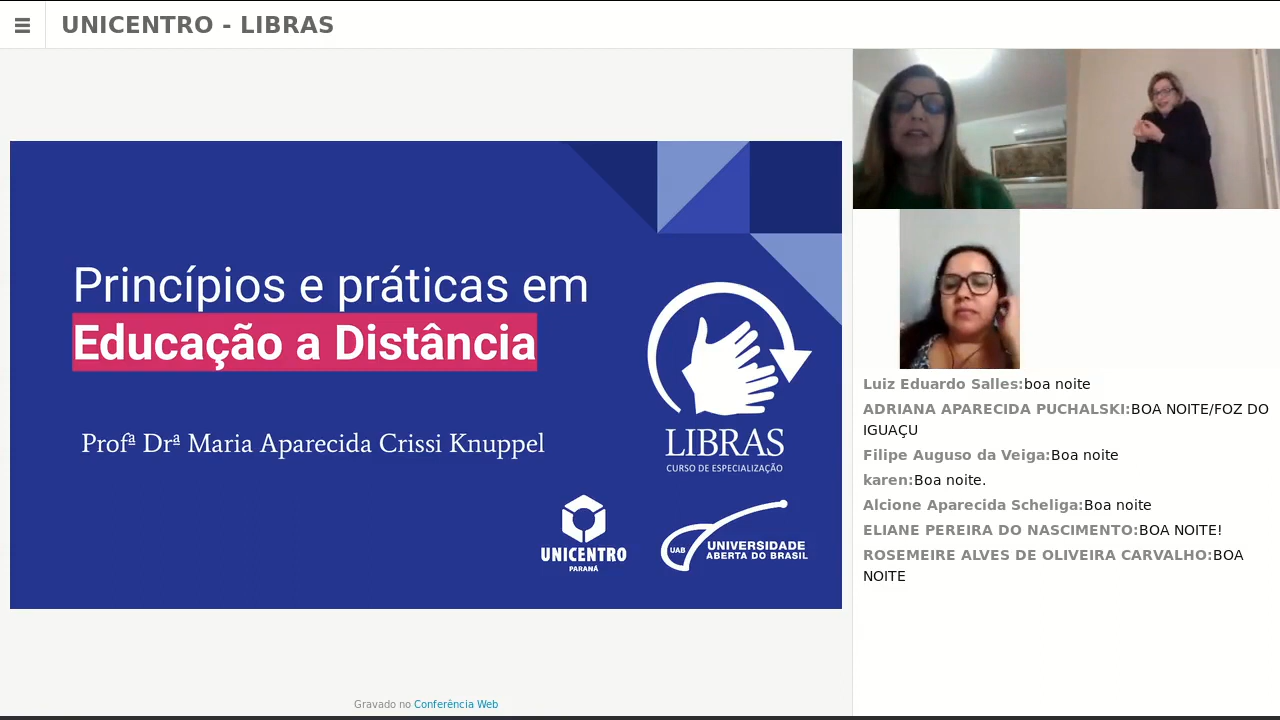 UNICENTRO - LIBRAS
Princípios e práticas em
Educação a Distância
Profª Drª Maria Aparecida Crissi Knuppel
LIBRAS
CURSO DE ESPECIALIZAÇÃO
UNICENTRO
PARANÁ
UAB
UNIVERSIDADE
ABERTA DO BRASIL
Luiz Eduardo Salles:boa noite
ADRIANA APARECIDA PUCHALSKI:BOA NOITE/FOZ DO
IGUAÇU
Filipe Auguso da Veiga:Boa noite
karen:Boa noite.
Alcione Aparecida Scheliga:Boa noite
ELIANE PEREIRA DO NASCIMENTO:BOA NOITE!
ROSEMEIRE ALVES DE OLIVEIRA CARVALHO:BOA
NOITE
Gravado no Conferência Web